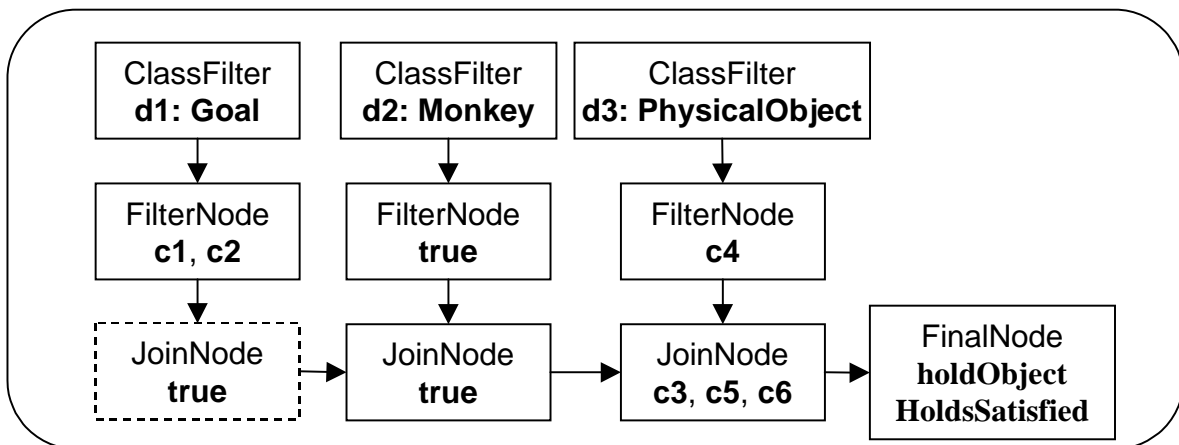 ClassFilter
d1: Goal
ClassFilter
d2: Monkey
ClassFilter
d3: PhysicalObject
FilterNode
c1, c2
FilterNode
true
FilterNode
c4
JoinNode
true
JoinNode
true
JoinNode
c3, c5, c6
FinalNode
holdObject
HoldsSatisfied